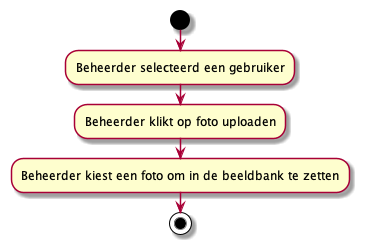 Beheerder selecteerd een gebruiker
Beheerder klikt op foto uploaden
Beheerder kiest een foto om in de beeldbank te zetten